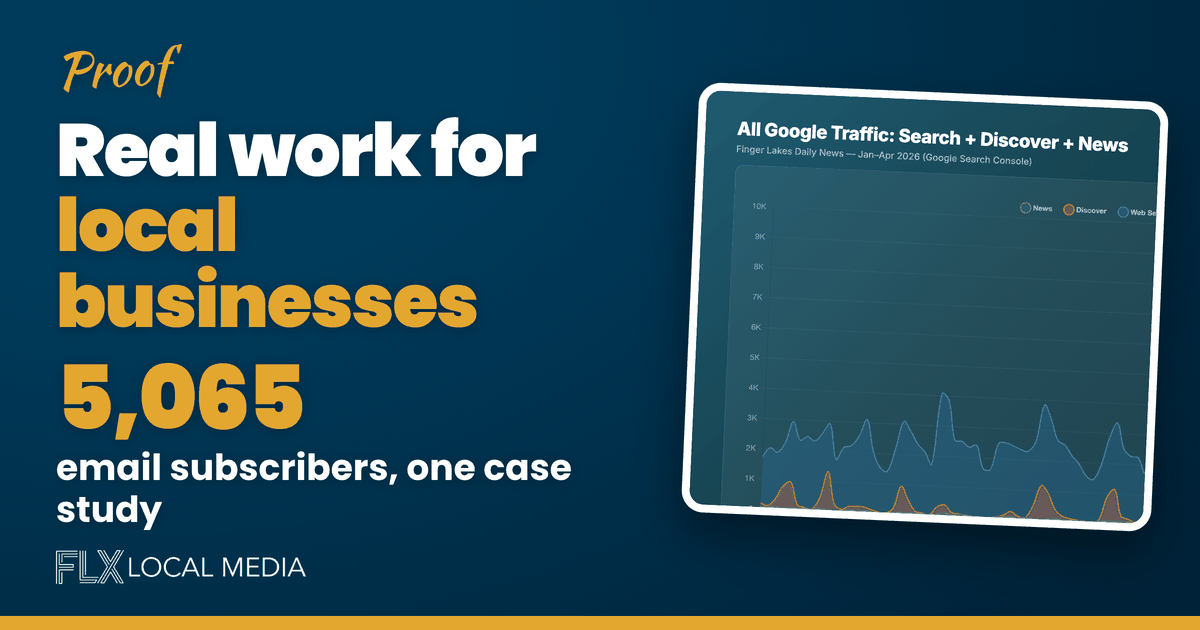 Proof
Real work for
local
businesses
5,065
email subscribers, one case
study
FLX LOCAL MEDIA
All Google Traffic: Search + Discover + News
Finger Lakes Daily News — Jan–Apr 2026 (Google Search Console)
News Discover Web Se
10K
9K
8K
7K
6K
5K
4K
3K
2K
1K